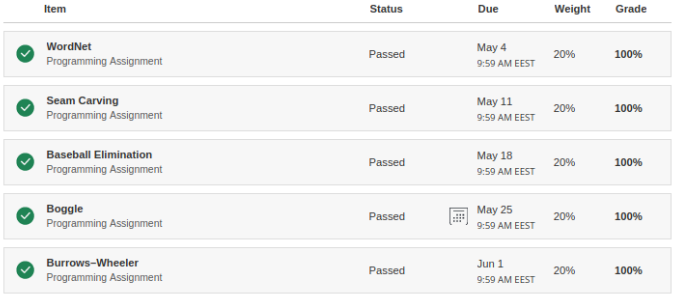 Item Status Due Weight Grade
WordNet
Programming Assignment
Passed
May 4
9:59 AM EEST
20%
100%
Seam Carving
Programming Assignment
Passed
May 11
9:59 AM EEST
20%
100%
Baseball Elimination
Programming Assignment
Passed
May 18
9:59 AM EEST
20%
100%
Boggle
Programming Assignment
Passed
May 25
9:59 AM EEST
20%
100%
Burrows–Wheeler
Programming Assignment
Passed
Jun 1
9:59 AM EEST
20%
100%